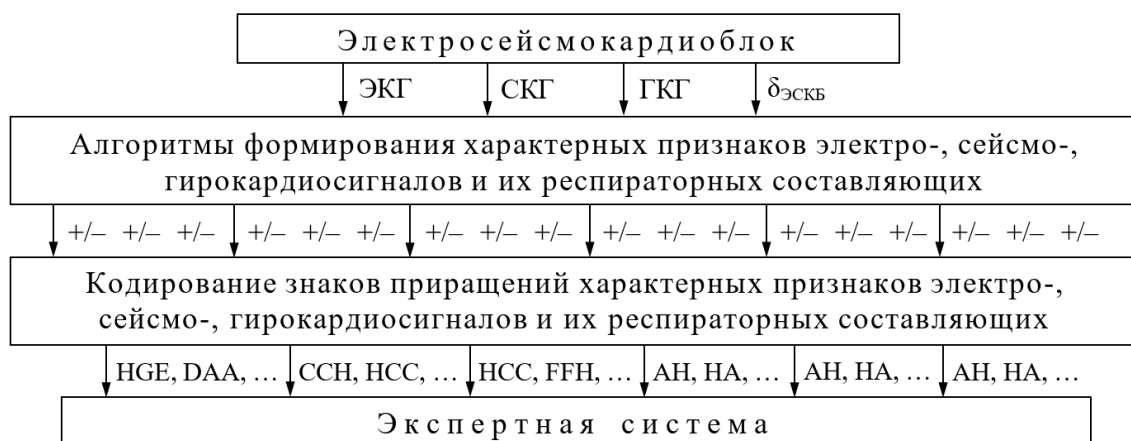 Электросейсмокардиоблок
ЭКГ СКГ ГКГ δЭСКБ
Алгоритмы формирования характерных признаков электро-, сейсмо-,
гирокардиосигналов и их респираторных составляющих
+/– +/– +/– +/– +/– +/– +/– +/– +/– +/– +/– +/– +/– +/– +/– +/– +/– +/–
Кодирование знаков приращений характерных признаков электро-,
сейсмо-, гирокардиосигналов и их респираторных составляющих
HGE, DAA, … CCH, HCC, … HCC, FFH, … AH, HA, … AH, HA, … AH, HA, …
Экспертная система